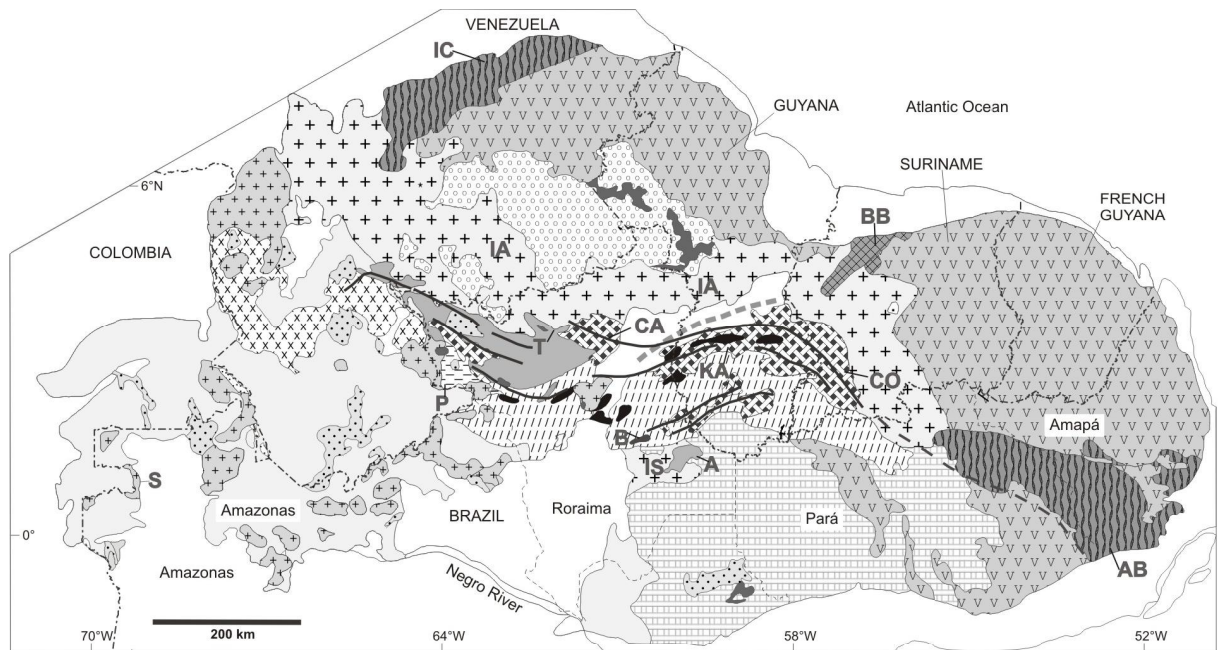 VENEZUELA
IC
GUYANA
Atlantic Ocean
SURINAME
6°N
FRENCH
GUYANA
BB
COLOMBIA
IA
IA
CA
T
KA
CO
P
Amapá
B
IS
A
S
Amazonas
BRAZIL
Roraima
Pará
0°
Amazonas
Negro River
AB
70°W
200 km
64°W
58°W
52°W